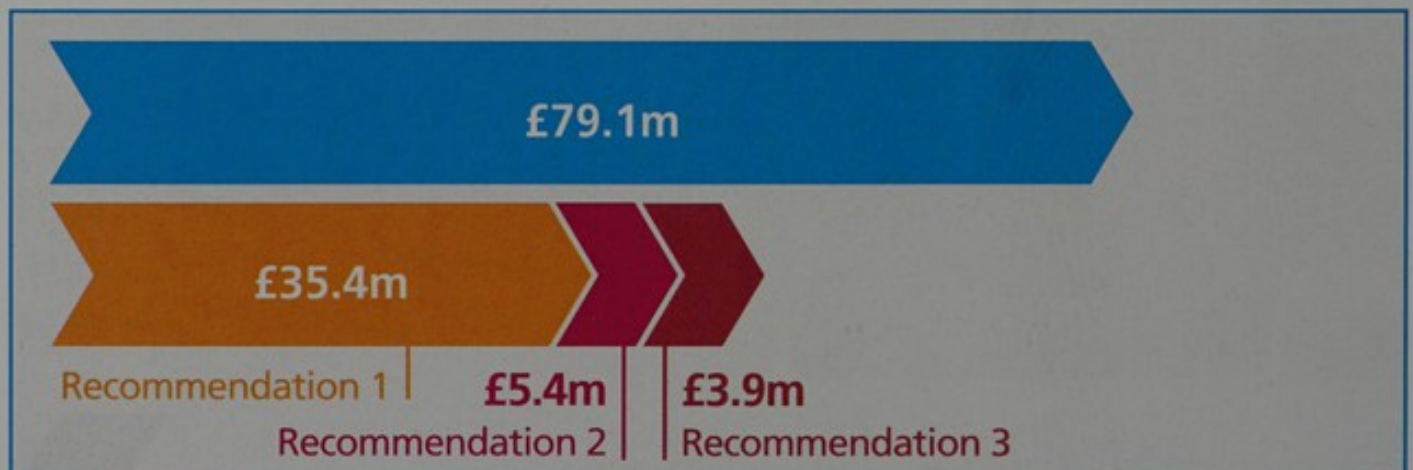 £79.1m
£35.4m
Recommendation 1
£5.4m
Recommendation 2
£3.9m
Recommendation 3